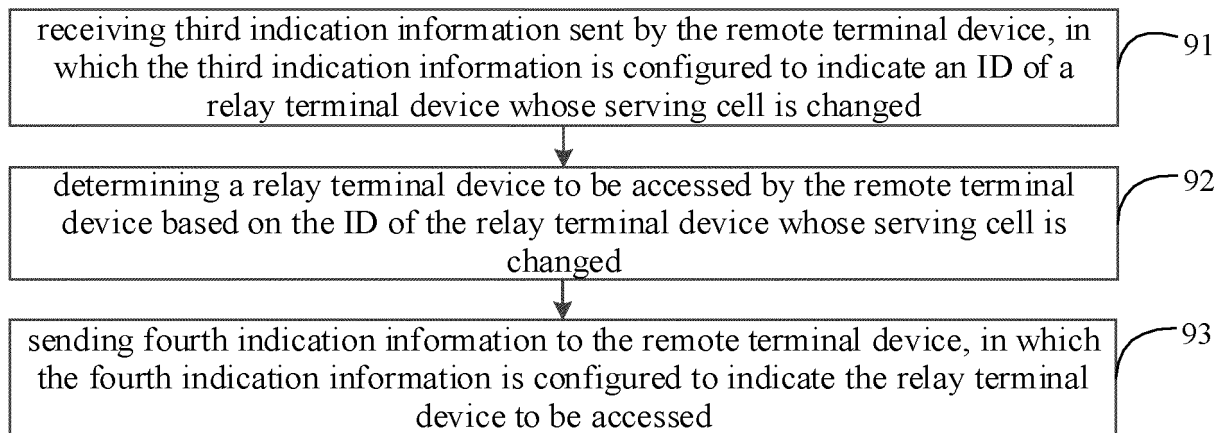 receiving third indication information sent by the remote terminal device, in
which the third indication information is configured to indicate an ID of a
relay terminal device whose serving cell is changed
91
determining a relay terminal device to be accessed by the remote terminal
device based on the ID of the relay terminal device whose serving cell is
changed
92
sending fourth indication information to the remote terminal device, in which
the fourth indication information is configured to indicate the relay terminal
device to be accessed
93